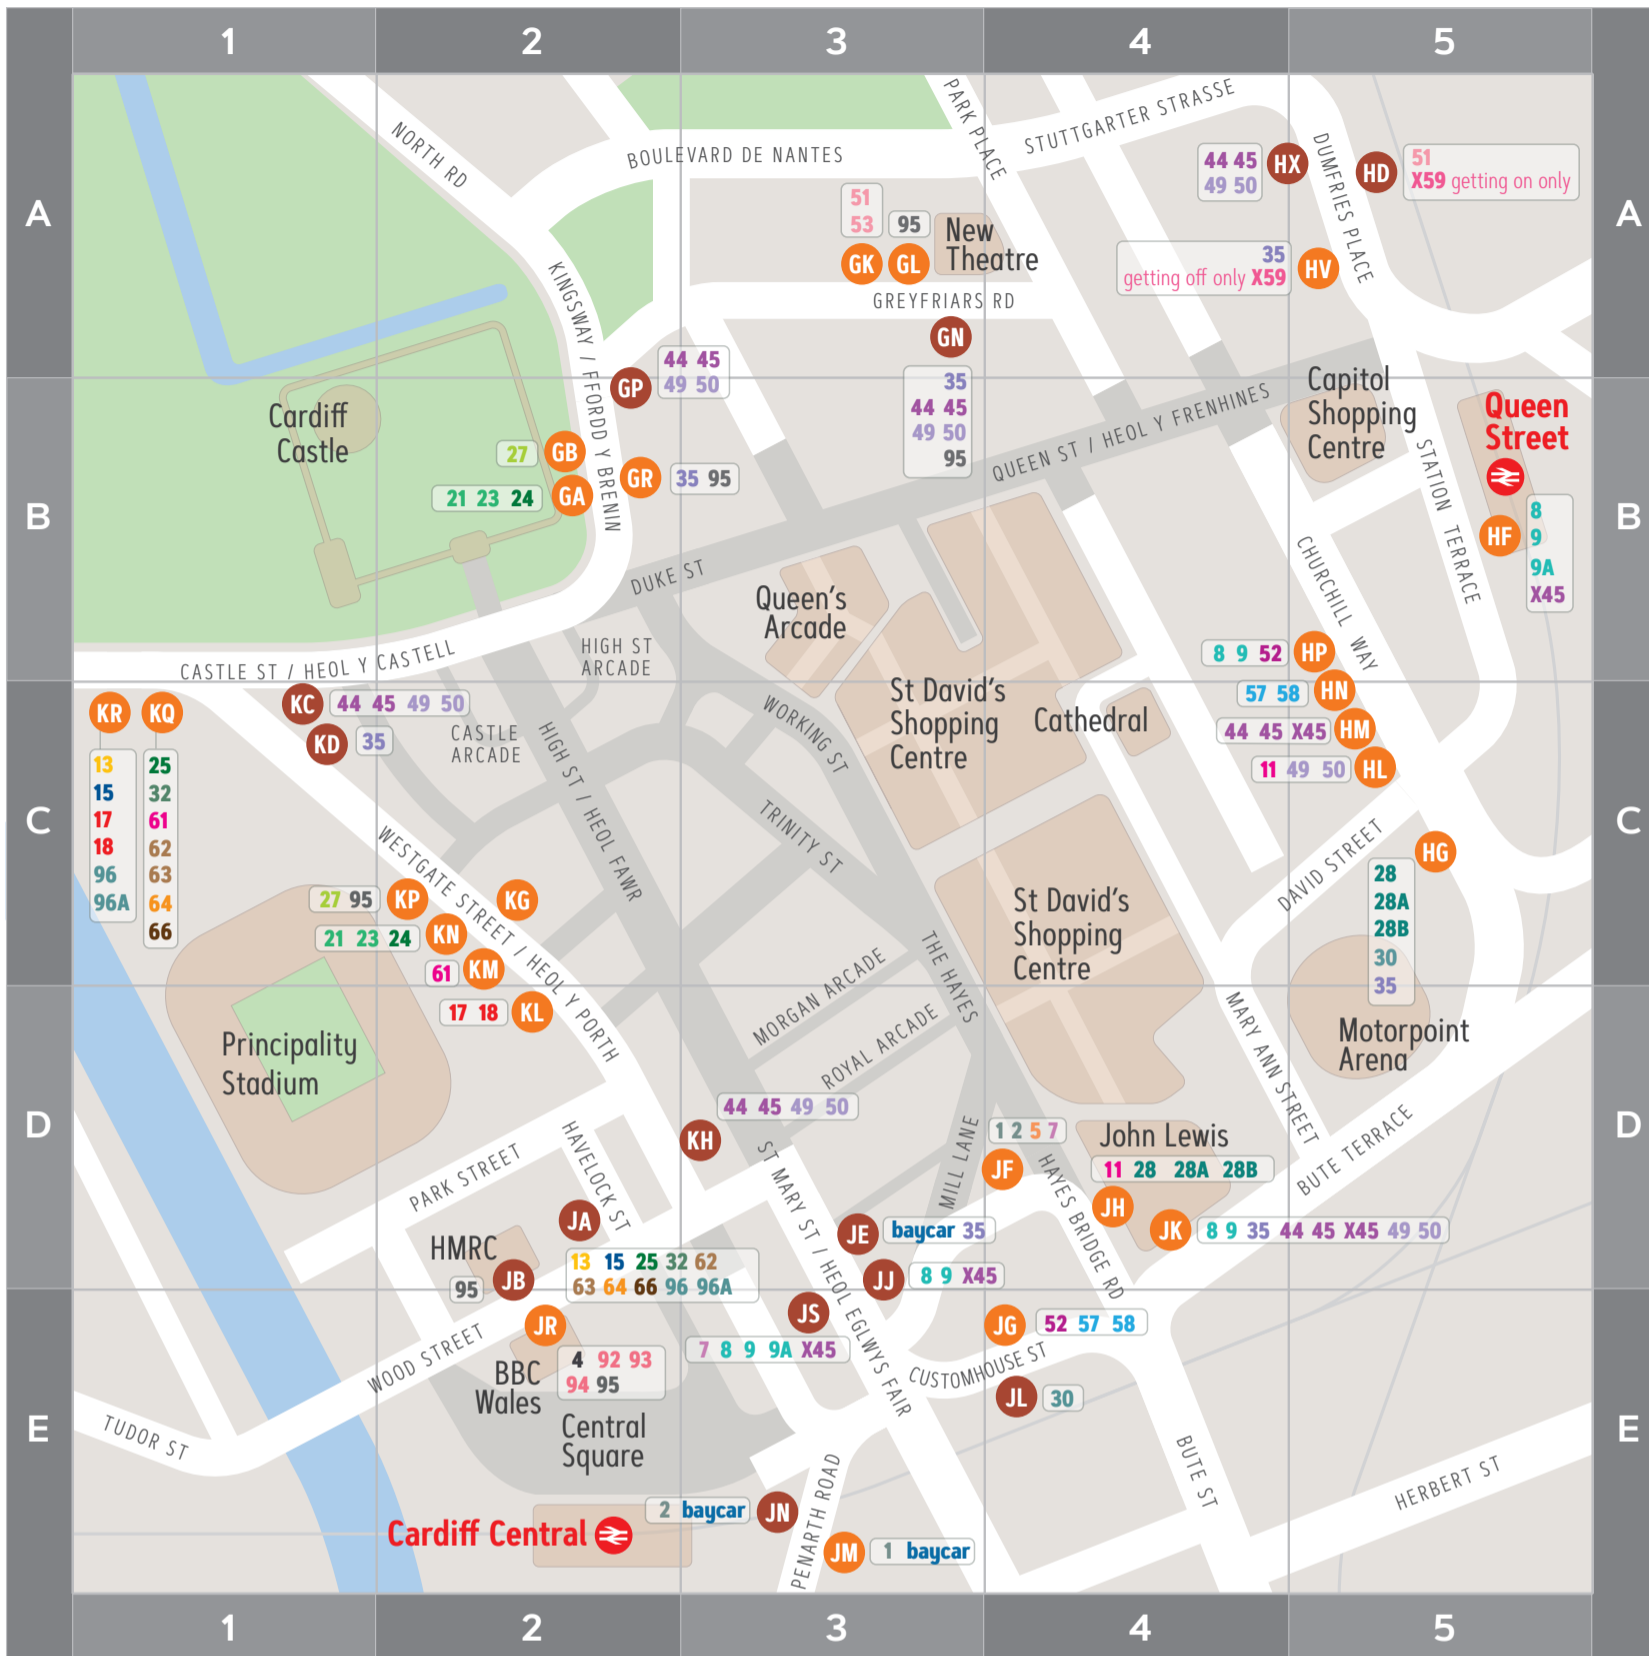 1 2 3 4 5
A
NORTH RD
BOULEVARD DE NANTES
PARK PLACE
STUTTGARTER STRASSE
DUMFRIES PLACE
A
44 45
49 50
HX
HD
51
X59 getting on only
51
53
95
GK
GL
New
Theatre
35
getting off only X59
HV
GREYFRIARS RD
GN
KINGSWAY / FFORDD Y BRENIN
GP
44 45
49 50
35
44 45
49 50
95
B
Cardiff
Castle
27
GB
21 23 24
GA
GR
35 95
QUEEN ST / HEOL Y FRENHINES
Capitol
Shopping
Centre
STATION TERRACE
Queen
Street
HF
8
9
9A
X45
B
DUKE ST
Queen's
Arcade
HIGH ST
ARCADE
CASTLE ST / HEOL Y CASTELL
CHURCHILL WAY
8 9 52
HP
57 58
HN
44 45 X45
HM
11 49 50
HL
C
KR
KQ
13
15
17
18
96
96A
25
32
61
62
63
64
66
KC
44 45 49 50
KD
35
CASTLE
ARCADE
HIGH ST / HEOL FAWR
WORKING ST
TRINITY ST
St David's
Shopping
Centre
Cathedral
C
WESTGATE STREET / HEOL Y PORTH
27 95
KP
KG
21 23 24
KN
61
KM
17 18
KL
St David's
Shopping
Centre
THE HAYES
MORGAN ARCADE
ROYAL ARCADE
DAVID STREET
HG
28
28A
28B
30
35
Motorpoint
Arena
MARY ANN STREET
BUTE TERRACE
D
Principality
Stadium
44 45 49 50
KH
PARK STREET
HAVELOCK ST
ST MARY ST / HEOL EGLWYS FAIR
MILL LANE
1 2 5 7
JF
HAYES BRIDGE RD
John Lewis
11 28 28A 28B
JH
JK
8 9 35 44 45 X45 49 50
D
JA
HMRC
95
JB
13 15 25 32 62
63 64 66 96 96A
JE
baycar 35
JJ
8 9 X45
E
JR
WOOD STREET
BBC
Wales
4 92 93
94 95
Central
Square
JS
7 8 9 9A X45
JG
52 57 58
CUSTOMHOUSE ST
JL
30
TUDOR ST
BUTE ST
HERBERT ST
E
Cardiff Central
2 baycar
JN
PENARTH ROAD
JM
1 baycar
1 2 3 4 5